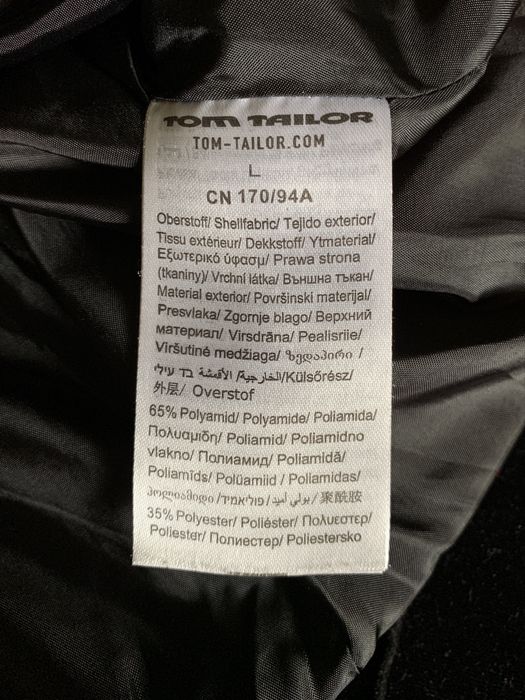 TOM TAILOR
TOM-TAILOR.COM
L
CN 170/94A
Oberstoff/ Shellfabric/ Tejido exterior/
Tissu extérieur/ Dekkstoff/ Ytmaterial/
Εξωτερικό ύφασμ/ Prawa strona
(tkaniny)/ Vrchní látka/ Външна тъкан/
Material exterior/ Površinski materijal/
Presvlaka/ Zgornje blago/ Верхний
материал/ Virsdrāna/ Pealisriie/
Viršutinė medžiaga/ ზედაპირი /
בד עילי /الأقمشة الخارجية/Külsőrész/
外层/ Overstof
65% Polyamid/ Polyamide/ Poliamida/
Πολυαμιδη/ Poliamid/ Poliamidno
vlakno/ Полиамид/ Poliamidă/
Poliamīds/ Polüamiid / Poliamidas/
პოლიამიდი /פוליאמיד/ بولي أميد/ 聚酰胺
35% Polyester/ Poliéster/ Πολυεστερ/
Poliester/ Полиестер/ Poliestersko